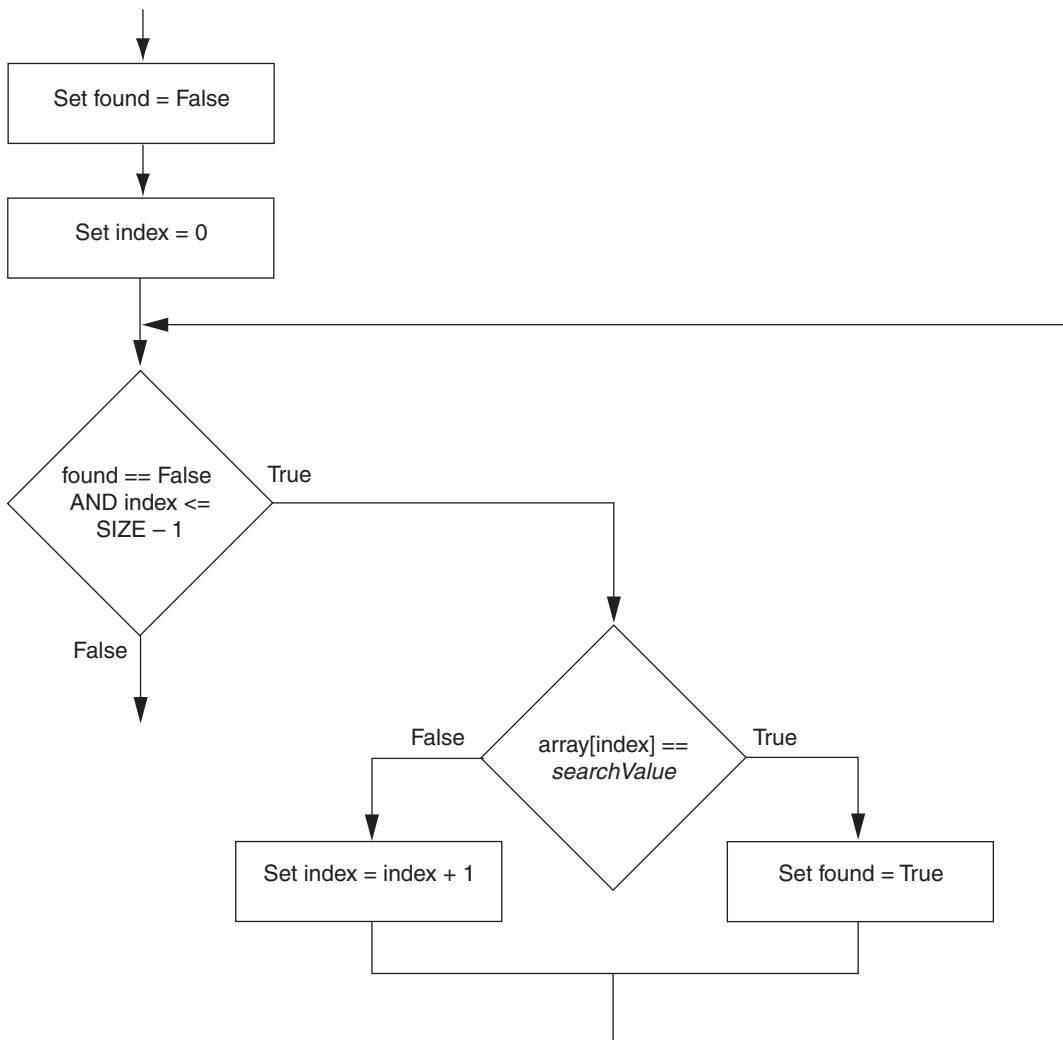 Set found = False
Set index = 0
found == False
AND index <=
SIZE – 1
True
False
array[index] ==
searchValue
False
True
Set index = index + 1
Set found = True